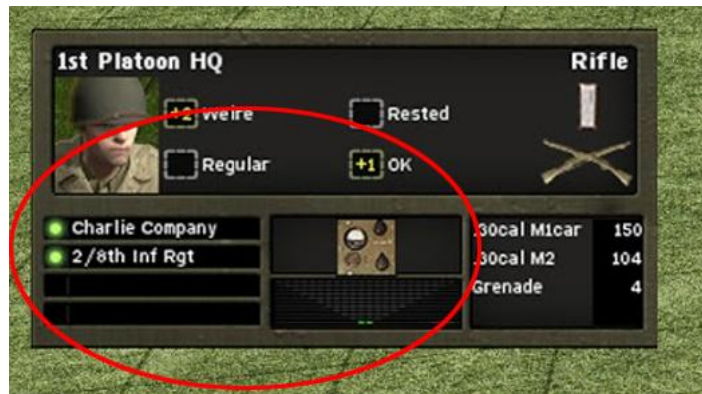 1st Platoon HQ
Rifle
+2 Weire
Rested
Regular
+1 OK
Charlie Company
2/8th Inf Rgt
.30cal M1car 150
.30cal M2 104
Grenade 4